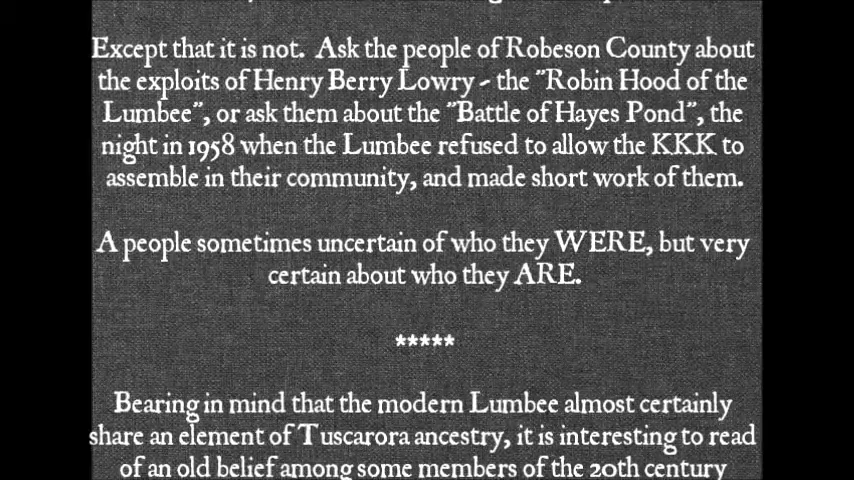 Except that it is not. Ask the people of Robeson County about
the exploits of Henry Berry Lowry - the "Robin Hood of the
Lumbee", or ask them about the "Battle of Hayes Pond", the
night in 1958 when the Lumbee refused to allow the KKK to
assemble in their community, and made short work of them.
A people sometimes uncertain of who they WERE, but very
certain about who they ARE.
*****
Bearing in mind that the modern Lumbee almost certainly
share an element of Tuscarora ancestry, it is interesting to read
of an old belief among some members of the 20th century